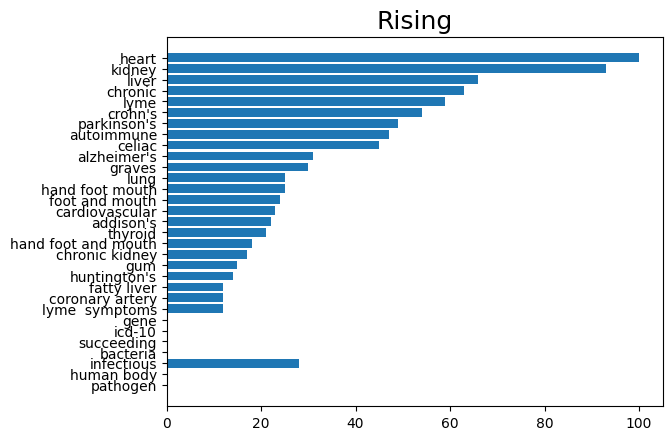 Rising
heart
kidney
liver
chronic
lyme
crohn's
parkinson's
autoimmune
celiac
alzheimer's
graves
lung
hand foot mouth
foot and mouth
cardiovascular
addison's
thyroid
hand foot and mouth
chronic kidney
gum
huntington's
fatty liver
coronary artery
lyme  symptoms
gene
icd-10
succeeding
bacteria
infectious
human body
pathogen
0 20 40 60 80 100